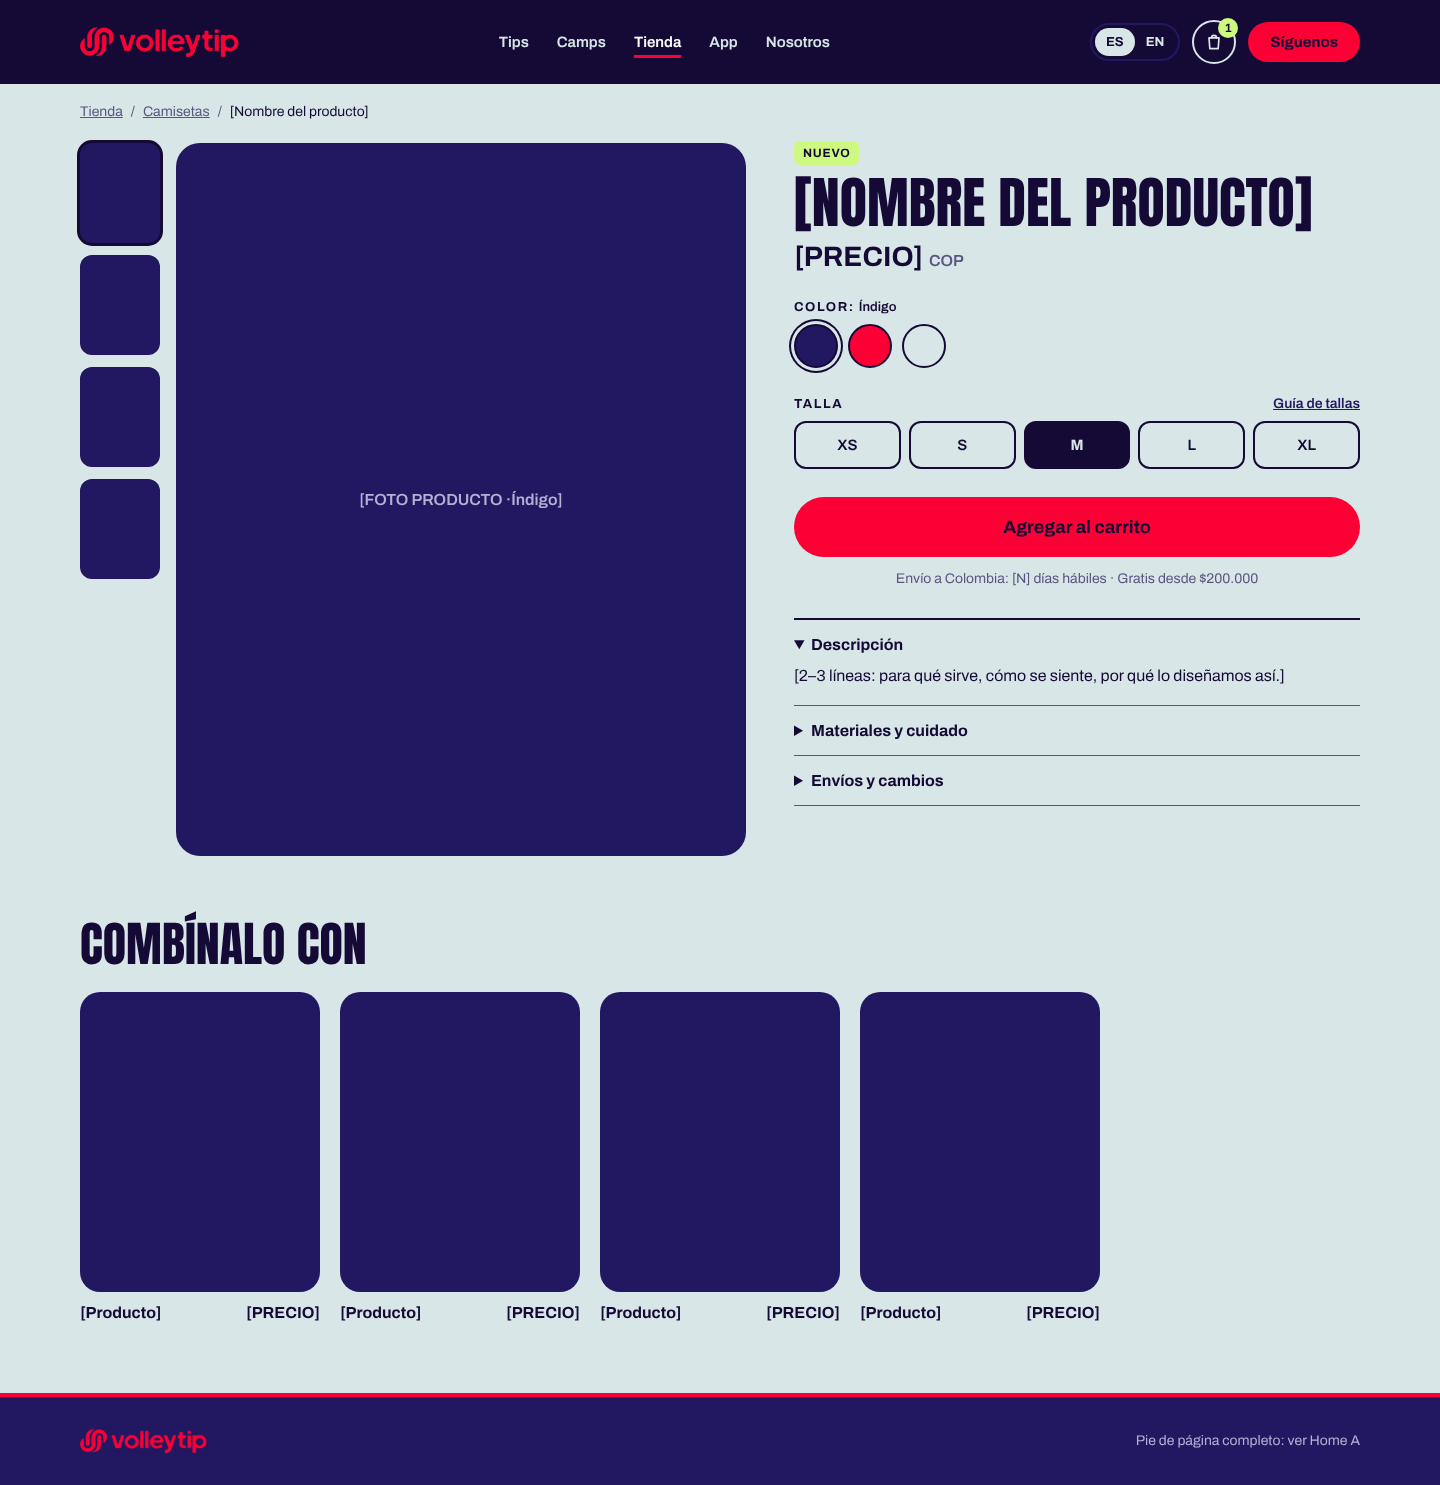 volleytip
Tips Camps Tienda App Nosotros
ES EN
1
Síguenos
Tienda / Camisetas / [Nombre del producto]
[FOTO PRODUCTO · Índigo]
NUEVO
[NOMBRE DEL PRODUCTO]
[PRECIO] COP
COLOR: Índigo
TALLA
Guía de tallas
XS S M L XL
Agregar al carrito
Envío a Colombia: [N] días hábiles · Gratis desde $200.000
Descripción
[2–3 líneas: para qué sirve, cómo se siente, por qué lo diseñamos así.]
Materiales y cuidado
Envíos y cambios
COMBÍNALO CON
[Producto] [PRECIO] [Producto] [PRECIO] [Producto] [PRECIO] [Producto] [PRECIO]
volleytip
Pie de página completo: ver Home A